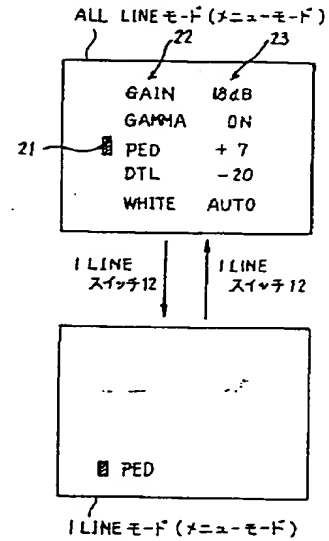 ALL LINEモード(メニューモード)
22 23
GAIN 18dB
GAMMA ON
21 PED +7
DTL -20
WHITE AUTO
1 LINE スイッチ12 1 LINE スイッチ12
PED
1 LINEモード(メニューモード)